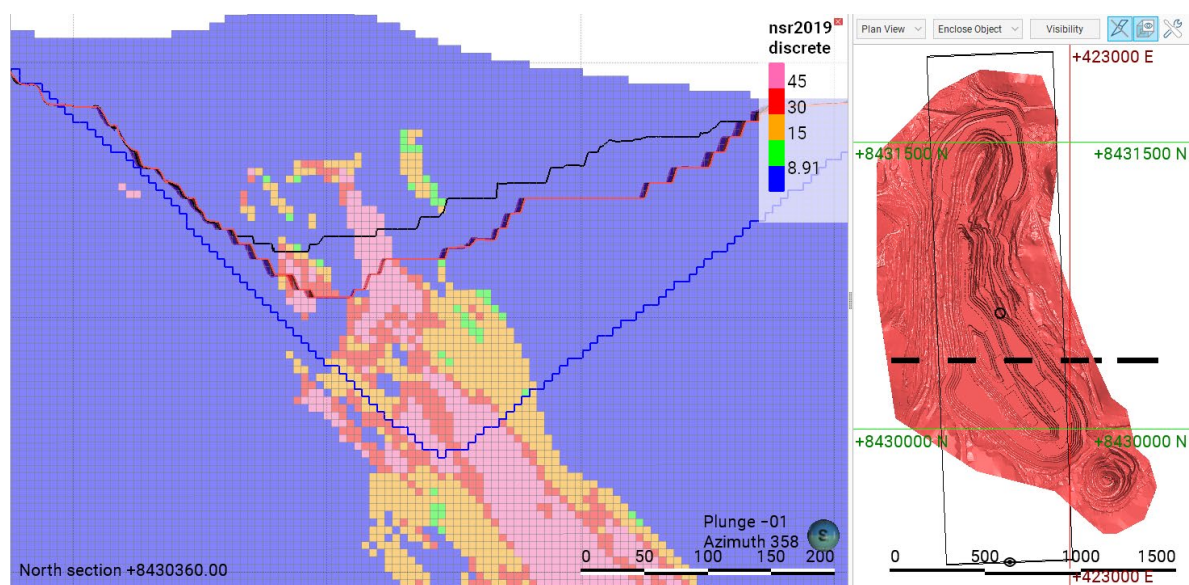 nsr2019
discrete
45
30
15
8.91
Plunge -01
Azimuth 358
0 50 100 150 200
North section +8430360.00
Plan View
Enclose Object
Visibility
+423000 E
+8431500 N
+8431500 N
+8430000 N
+8430000 N
0 500 1000 1500
+423000 E